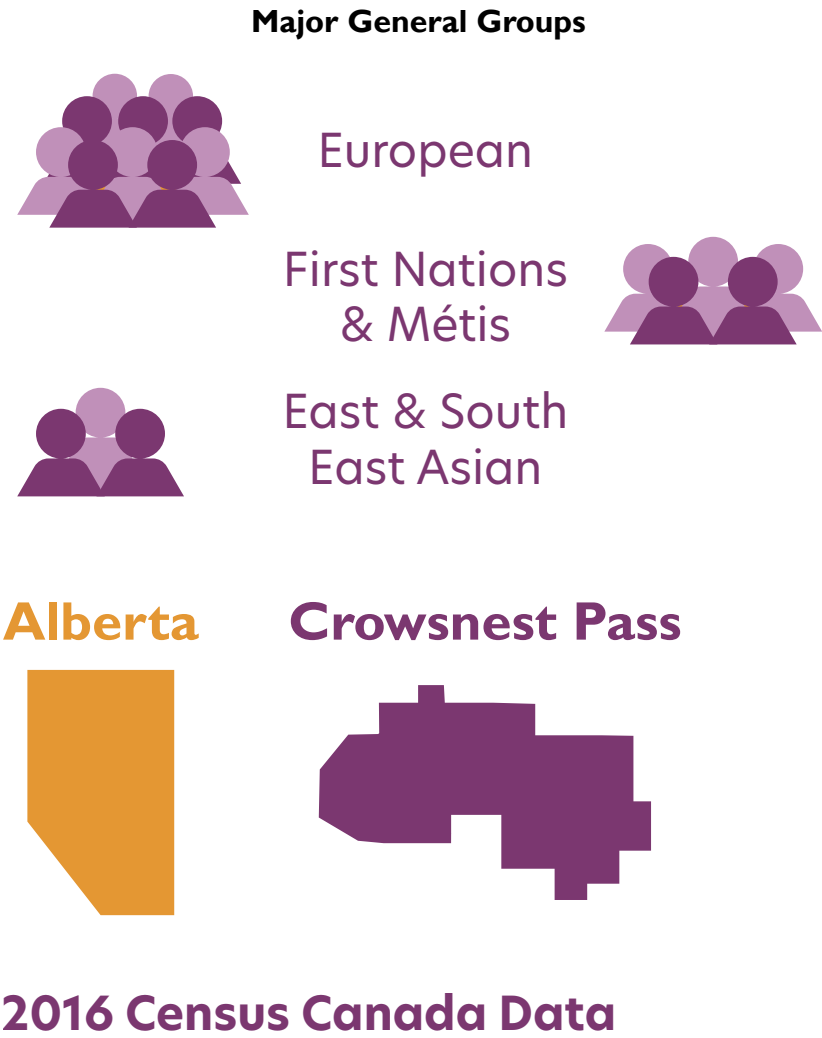 Major General Groups
European
First Nations
& Métis
East & South
East Asian
Alberta
Crowsnest Pass
2016 Census Canada Data